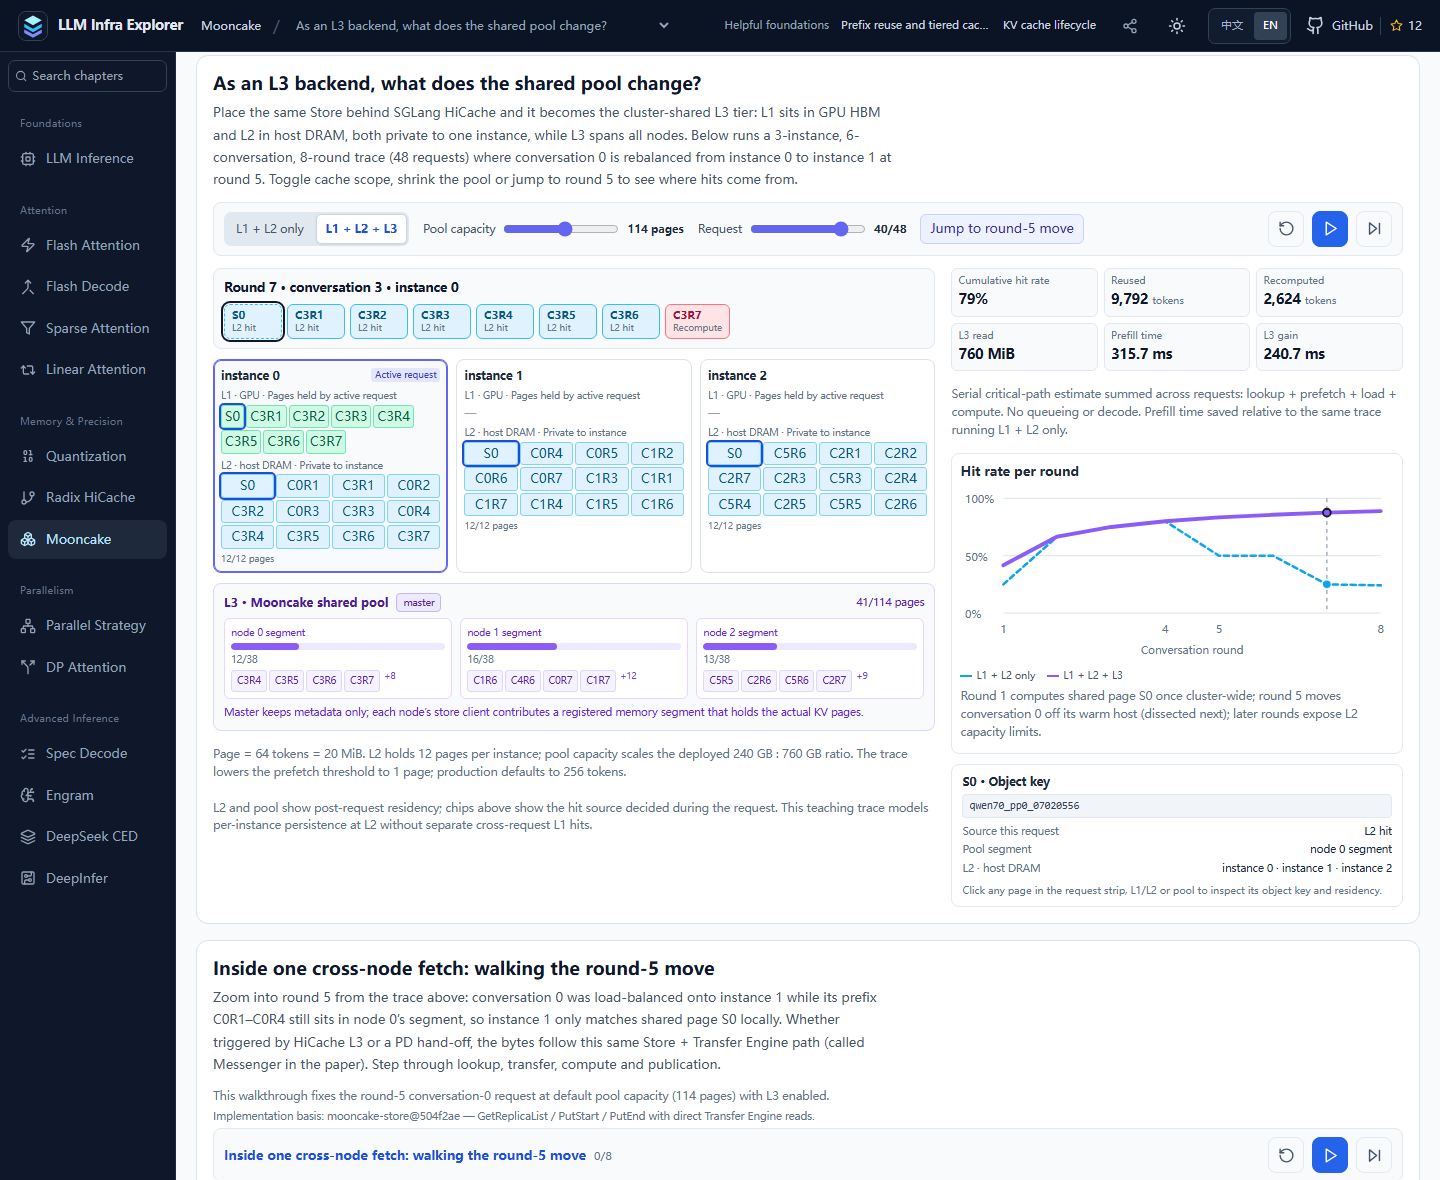 LLM Infra Explorer
Mooncake / As an L3 backend, what does the shared pool change?
Helpful foundations Prefix reuse and tiered cac... KV cache lifecycle
中文 EN GitHub 12
Search chapters
Foundations
LLM Inference
Attention
Flash Attention
Flash Decode
Sparse Attention
Linear Attention
Memory & Precision
Quantization
Radix HiCache
Mooncake
Parallelism
Parallel Strategy
DP Attention
Advanced Inference
Spec Decode
Engram
DeepSeek CED
DeepInfer
As an L3 backend, what does the shared pool change?
Place the same Store behind SGLang HiCache and it becomes the cluster-shared L3 tier: L1 sits in GPU HBM
and L2 in host DRAM, both private to one instance, while L3 spans all nodes. Below runs a 3-instance, 6-
conversation, 8-round trace (48 requests) where conversation 0 is rebalanced from instance 0 to instance 1 at
round 5. Toggle cache scope, shrink the pool or jump to round 5 to see where hits come from.
L1 + L2 only L1 + L2 + L3 Pool capacity 114 pages Request 40/48 Jump to round-5 move
Round 7 • conversation 3 • instance 0
S0 C3R1 C3R2 C3R3 C3R4 C3R5 C3R6 C3R7
L2 hit L2 hit L2 hit L2 hit L2 hit L2 hit L2 hit Recompute
instance 0 Active request
L1 · GPU · Pages held by active request
S0 C3R1 C3R2 C3R3 C3R4
C3R5 C3R6 C3R7
L2 · host DRAM · Private to instance
S0 C0R1 C3R1 C0R2
C3R2 C0R3 C3R3 C0R4
C3R4 C3R5 C3R6 C3R7
12/12 pages
instance 1
L1 · GPU · Pages held by active request
—
L2 · host DRAM · Private to instance
S0 C0R4 C0R5 C1R2
C0R6 C0R7 C1R3 C1R1
C1R7 C1R4 C1R5 C1R6
12/12 pages
instance 2
L1 · GPU · Pages held by active request
—
L2 · host DRAM · Private to instance
S0 C5R6 C2R1 C2R2
C2R7 C2R3 C5R3 C2R4
C5R4 C2R5 C5R5 C2R6
12/12 pages
L3 • Mooncake shared pool master 41/114 pages
node 0 segment
12/38
C3R4 C3R5 C3R6 C3R7 +8
node 1 segment
16/38
C1R6 C4R6 C0R7 C1R7 +12
node 2 segment
13/38
C5R5 C2R6 C5R6 C2R7 +9
Master keeps metadata only; each node's store client contributes a registered memory segment that holds the actual KV pages.
Page = 64 tokens = 20 MiB. L2 holds 12 pages per instance; pool capacity scales the deployed 240 GB : 760 GB ratio. The trace
lowers the prefetch threshold to 1 page; production defaults to 256 tokens.
L2 and pool show post-request residency; chips above show the hit source decided during the request. This teaching trace models
per-instance persistence at L2 without separate cross-request L1 hits.
Cumulative hit rate
79%
Reused
9,792 tokens
Recomputed
2,624 tokens
L3 read
760 MiB
Prefill time
315.7 ms
L3 gain
240.7 ms
Serial critical-path estimate summed across requests: lookup + prefetch + load +
compute. No queueing or decode. Prefill time saved relative to the same trace
running L1 + L2 only.
Hit rate per round
100%
50%
0%
1 4 5 8
Conversation round
L1 + L2 only L1 + L2 + L3
Round 1 computes shared page S0 once cluster-wide; round 5 moves
conversation 0 off its warm host (dissected next); later rounds expose L2
capacity limits.
S0 • Object key
qwen70_pp0_07020556
Source this request L2 hit
Pool segment node 0 segment
L2 · host DRAM instance 0 · instance 1 · instance 2
Click any page in the request strip, L1/L2 or pool to inspect its object key and residency.
Inside one cross-node fetch: walking the round-5 move
Zoom into round 5 from the trace above: conversation 0 was load-balanced onto instance 1 while its prefix
C0R1–C0R4 still sits in node 0's segment, so instance 1 only matches shared page S0 locally. Whether
triggered by HiCache L3 or a PD hand-off, the bytes follow this same Store + Transfer Engine path (called
Messenger in the paper). Step through lookup, transfer, compute and publication.
This walkthrough fixes the round-5 conversation-0 request at default pool capacity (114 pages) with L3 enabled.
Implementation basis: mooncake-store@504f2ae — GetReplicaList / PutStart / PutEnd with direct Transfer Engine reads.
Inside one cross-node fetch: walking the round-5 move 0/8